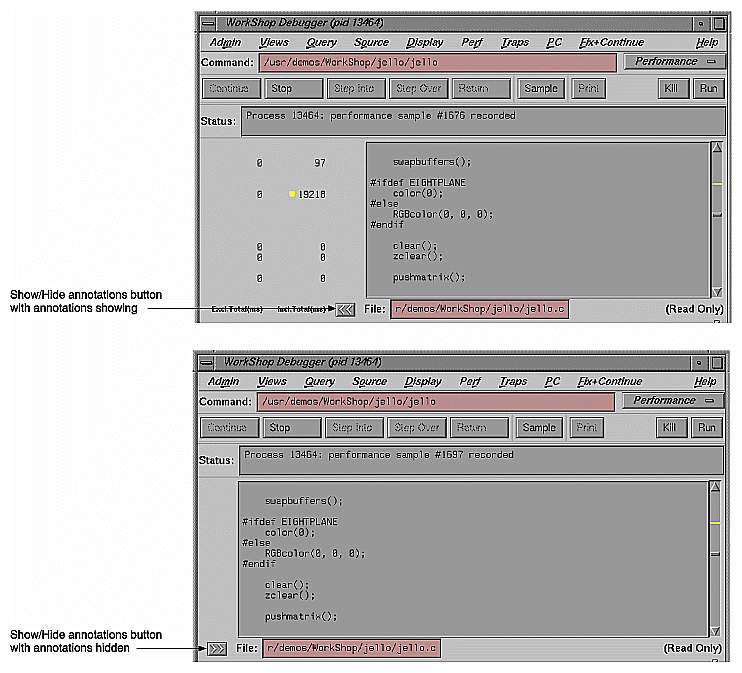 WorkShop Debugger (pid 13464)
Admin Views Query Source Display Perf Traps PC Fix+Continue Help
Command: /usr/demos/WorkShop/jello/jello Performance
Continue Stop Step Into Step Over Return Sample Print Kill Run
Status: Process 13464: performance sample #1676 recorded
0 97 swapbuffers();
#ifdef EIGHTPLANE
0 19218 color(0);
#else
RGBcolor(0, 0, 0);
#endif
0 0 clear();
0 0 zclear();
0 0 pushmatrix();
Show/Hide annotations button
with annotations showing
Excl.Total(ms) Incl.Total(ms) <<< File: r/demos/WorkShop/jello/jello.c (Read Only)
WorkShop Debugger (pid 13464)
Admin Views Query Source Display Perf Traps PC Fix+Continue Help
Command: /usr/demos/WorkShop/jello/jello Performance
Continue Stop Step Into Step Over Return Sample Print Kill Run
Status: Process 13464: performance sample #1697 recorded
swapbuffers();
#ifdef EIGHTPLANE
color(0);
#else
RGBcolor(0, 0, 0);
#endif
clear();
zclear();
pushmatrix();
Show/Hide annotations button
with annotations hidden
>>> File: r/demos/WorkShop/jello/jello.c (Read Only)